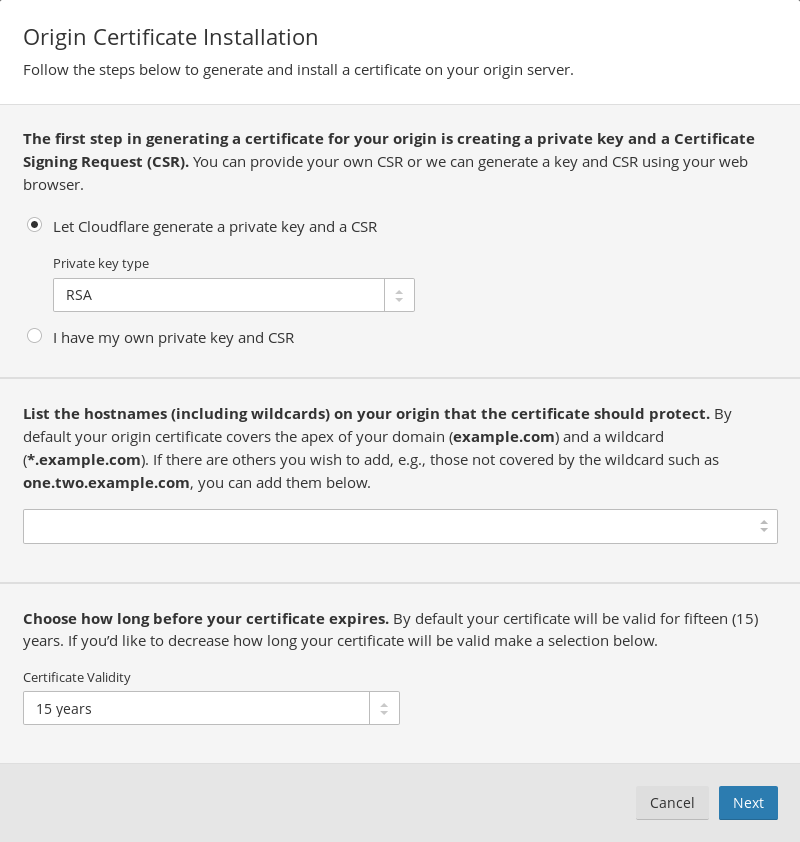 Origin Certificate Installation
Follow the steps below to generate and install a certificate on your origin server.
The first step in generating a certificate for your origin is creating a private key and a Certificate
Signing Request (CSR). You can provide your own CSR or we can generate a key and CSR using your web
browser.
Let Cloudflare generate a private key and a CSR
Private key type
RSA
I have my own private key and CSR
List the hostnames (including wildcards) on your origin that the certificate should protect. By
default your origin certificate covers the apex of your domain (example.com) and a wildcard
(*.example.com). If there are others you wish to add, e.g., those not covered by the wildcard such as
one.two.example.com, you can add them below.
Choose how long before your certificate expires. By default your certificate will be valid for fifteen (15)
years. If you’d like to decrease how long your certificate will be valid make a selection below.
Certificate Validity
15 years
Cancel
Next